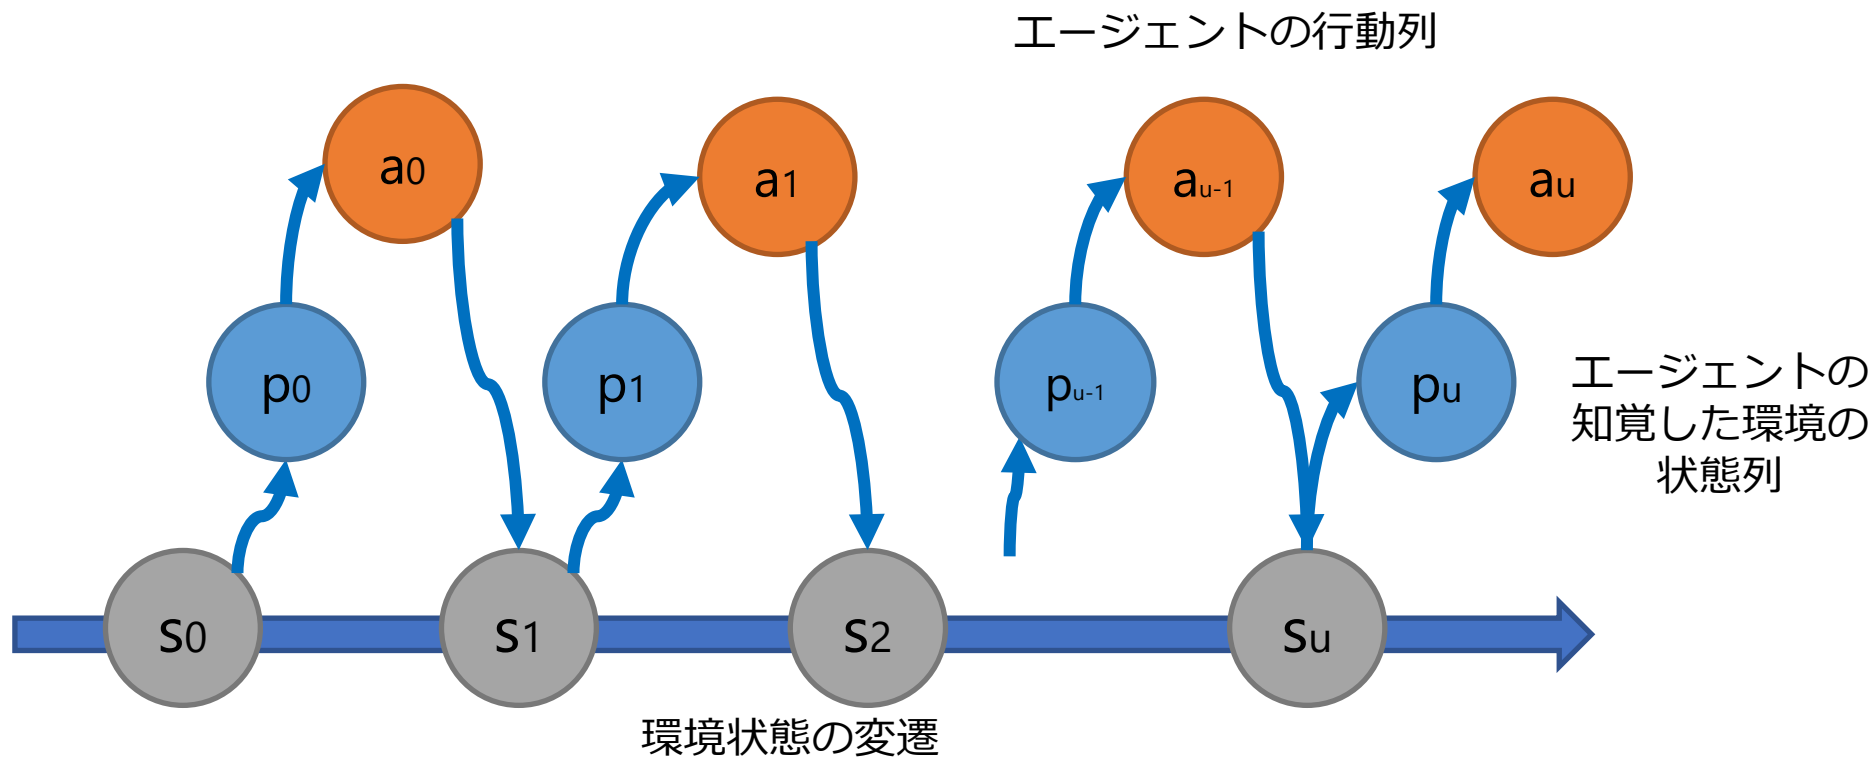 エージェントの行動列
a0
a1
au-1
au
p0
p1
pu-1
pu
エージェントの
知覚した環境の
状態列
s0
s1
s2
su
環境状態の変遷